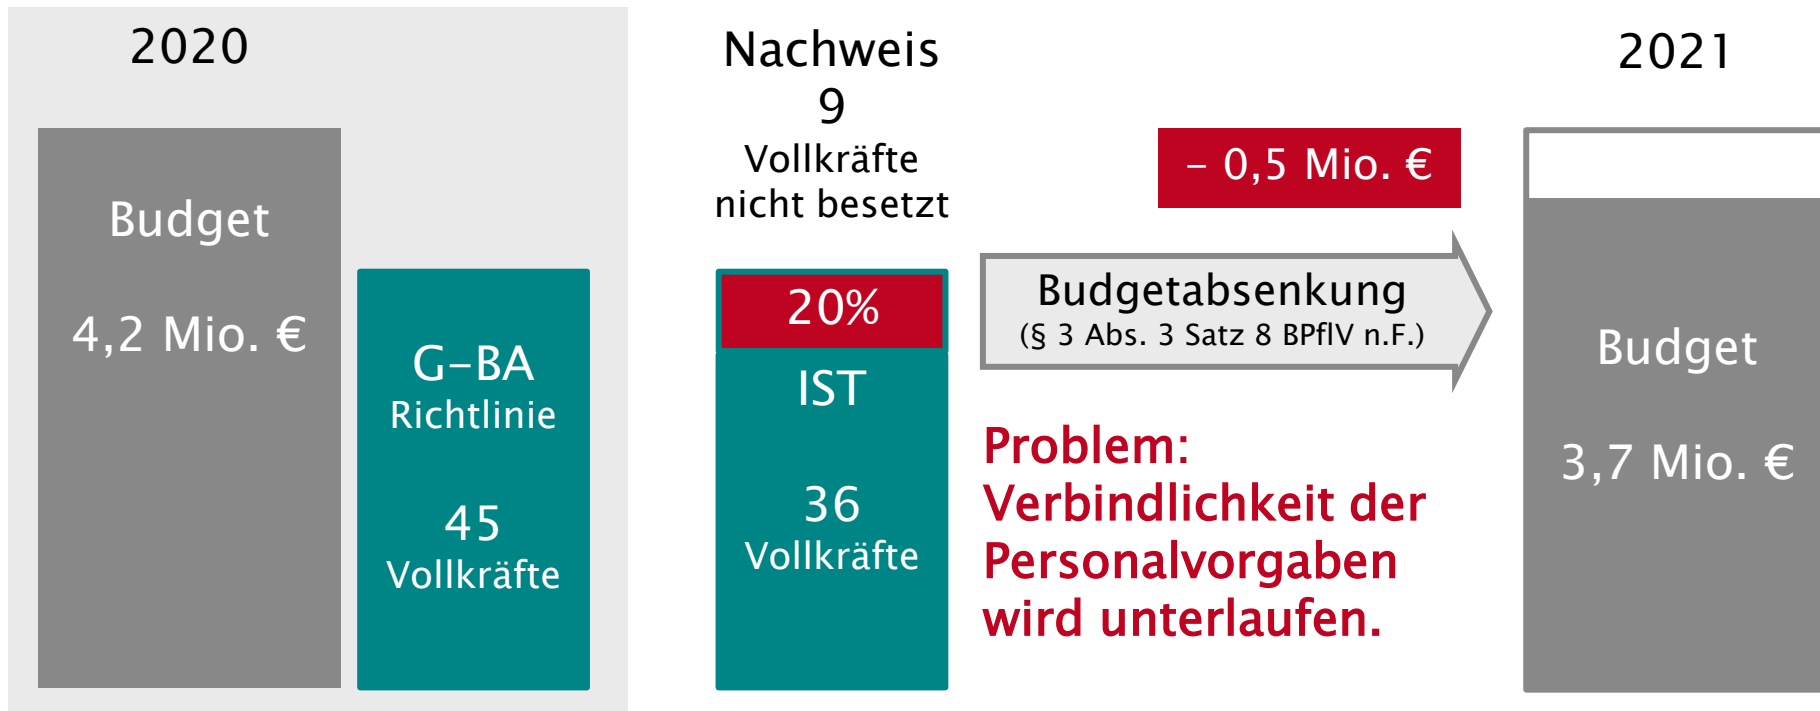 2020
Budget
4,2 Mio. €
G-BA
Richtlinie
45
Vollkräfte
Nachweis
9
Vollkräfte
nicht besetzt
20%
IST
36
Vollkräfte
– 0,5 Mio. €
Budgetabsenkung
(§ 3 Abs. 3 Satz 8 BPflV n.F.)
Problem:
Verbindlichkeit der
Personalvorgaben
wird unterlaufen.
2021
Budget
3,7 Mio. €